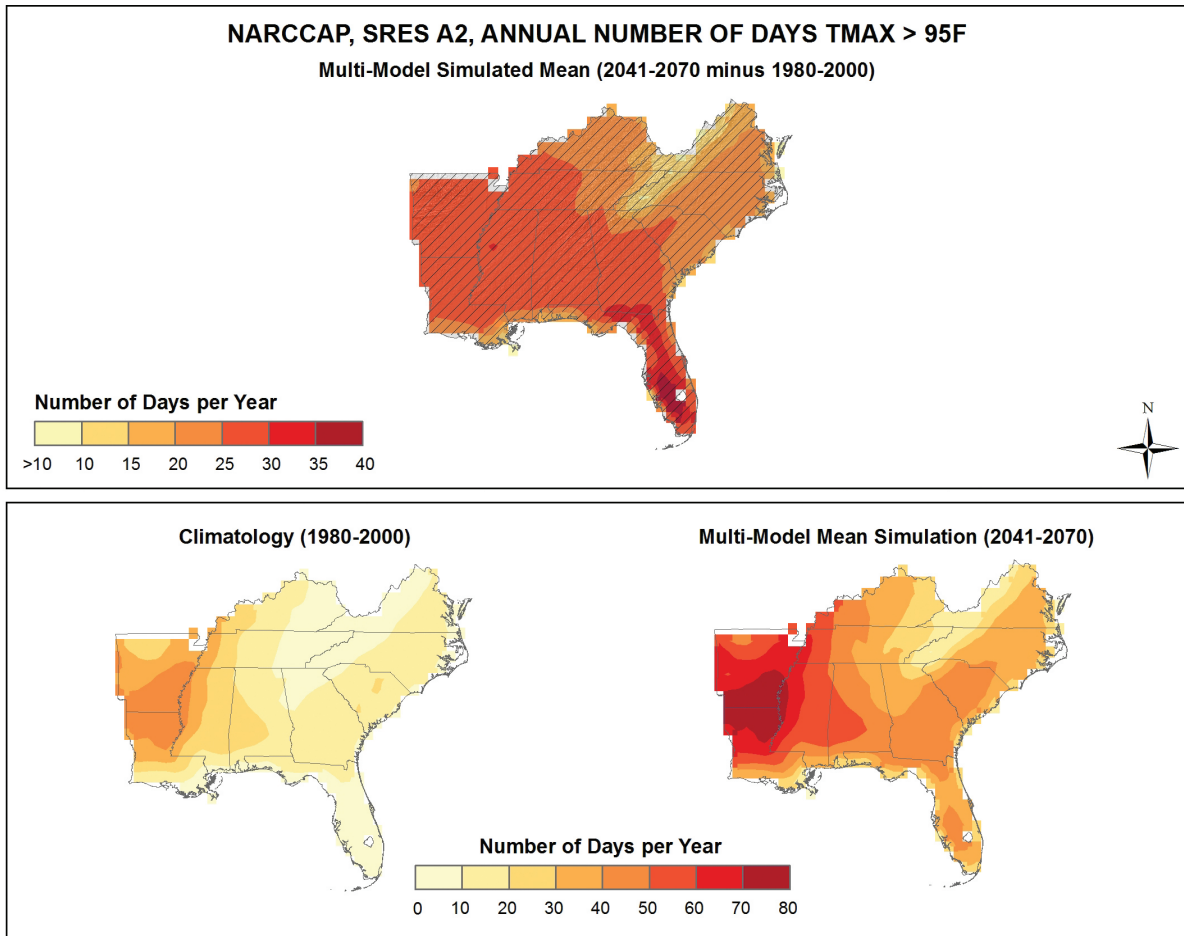 NARCCAP, SRES A2, ANNUAL NUMBER OF DAYS TMAX > 95F
Multi-Model Simulated Mean (2041-2070 minus 1980-2000)
Number of Days per Year
>10 10 15 20 25 30 35 40
N
Climatology (1980-2000)
Multi-Model Mean Simulation (2041-2070)
Number of Days per Year
0 10 20 30 40 50 60 70 80